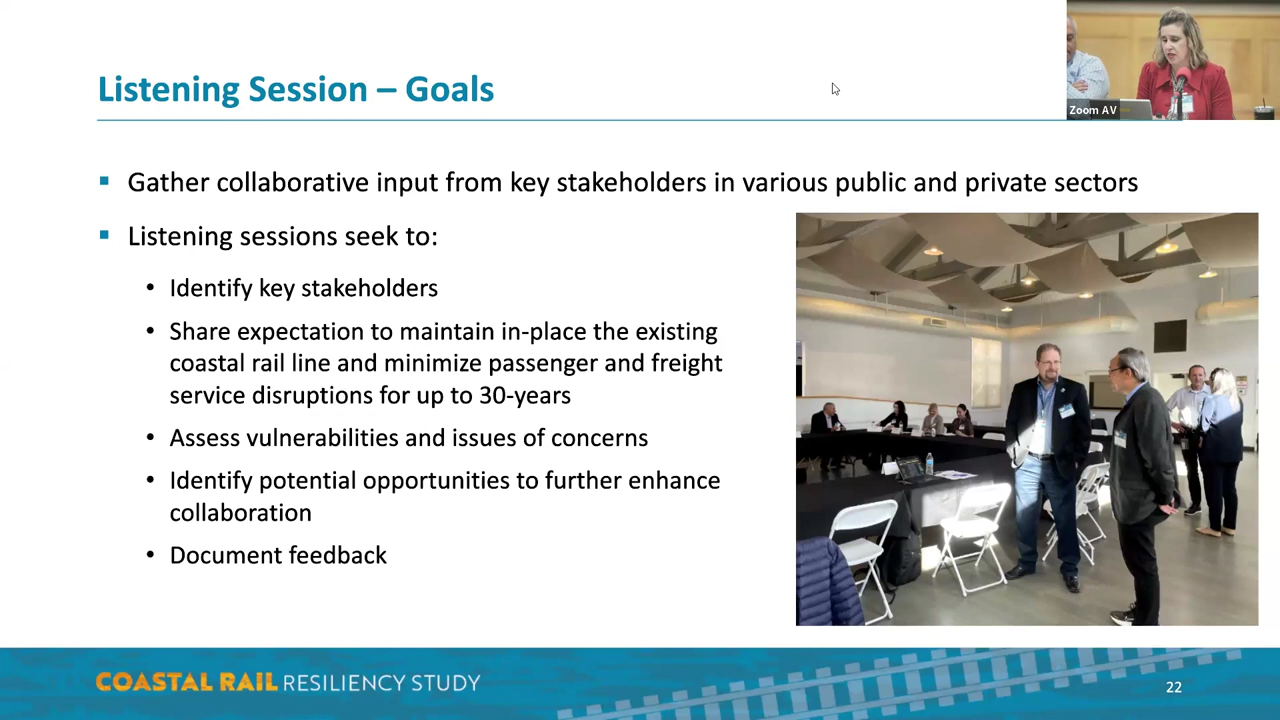 Listening Session – Goals
Zoom AV
Gather collaborative input from key stakeholders in various public and private sectors
Listening sessions seek to:
Identify key stakeholders
Share expectation to maintain in-place the existing
coastal rail line and minimize passenger and freight
service disruptions for up to 30-years
Assess vulnerabilities and issues of concerns
Identify potential opportunities to further enhance
collaboration
Document feedback
COASTAL RAIL RESILIENCY STUDY
22